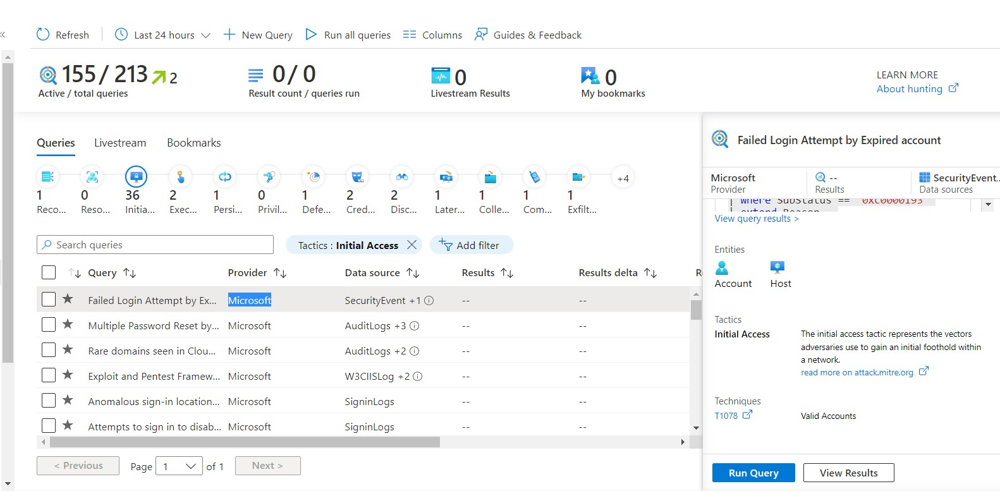 Refresh
Last 24 hours
New Query
Run all queries
Columns
Guides & Feedback
155 / 213 2
Active / total queries
0 / 0
Result count / queries run
0
Livestream Results
0
My bookmarks
LEARN MORE
About hunting
Queries Livestream Bookmarks
1 0 36 2 1 0 1 2 2 1 1 1 1 +4
Reco... Reso... Initia... Exec... Persi... Privil... Defe... Cred... Disc... Later... Colle... Com... Exfilt...
Search queries
Tactics : Initial Access
Add filter
Query Provider Data source Results Results delta R
Failed Login Attempt by Ex... Microsoft SecurityEvent +1 -- --
Multiple Password Reset by... Microsoft AuditLogs +3 -- --
Rare domains seen in Clou... Microsoft AuditLogs +2 -- --
Exploit and Pentest Framew... Microsoft W3CIISLog +2 -- --
Anomalous sign-in location... Microsoft SigninLogs -- --
Attempts to sign in to disab... Microsoft SigninLogs -- --
< Previous Page 1 of 1 Next >
Failed Login Attempt by Expired account
Microsoft -- SecurityEvent...
Provider Results Data sources
| where SubStatus == "0xc0000193"
extend Reason
View query results >
Entities
Account Host
Tactics
Initial Access
The initial access tactic represents the vectors
adversaries use to gain an initial foothold within
a network.
read more on attack.mitre.org
Techniques
T1078 Valid Accounts
Run Query View Results